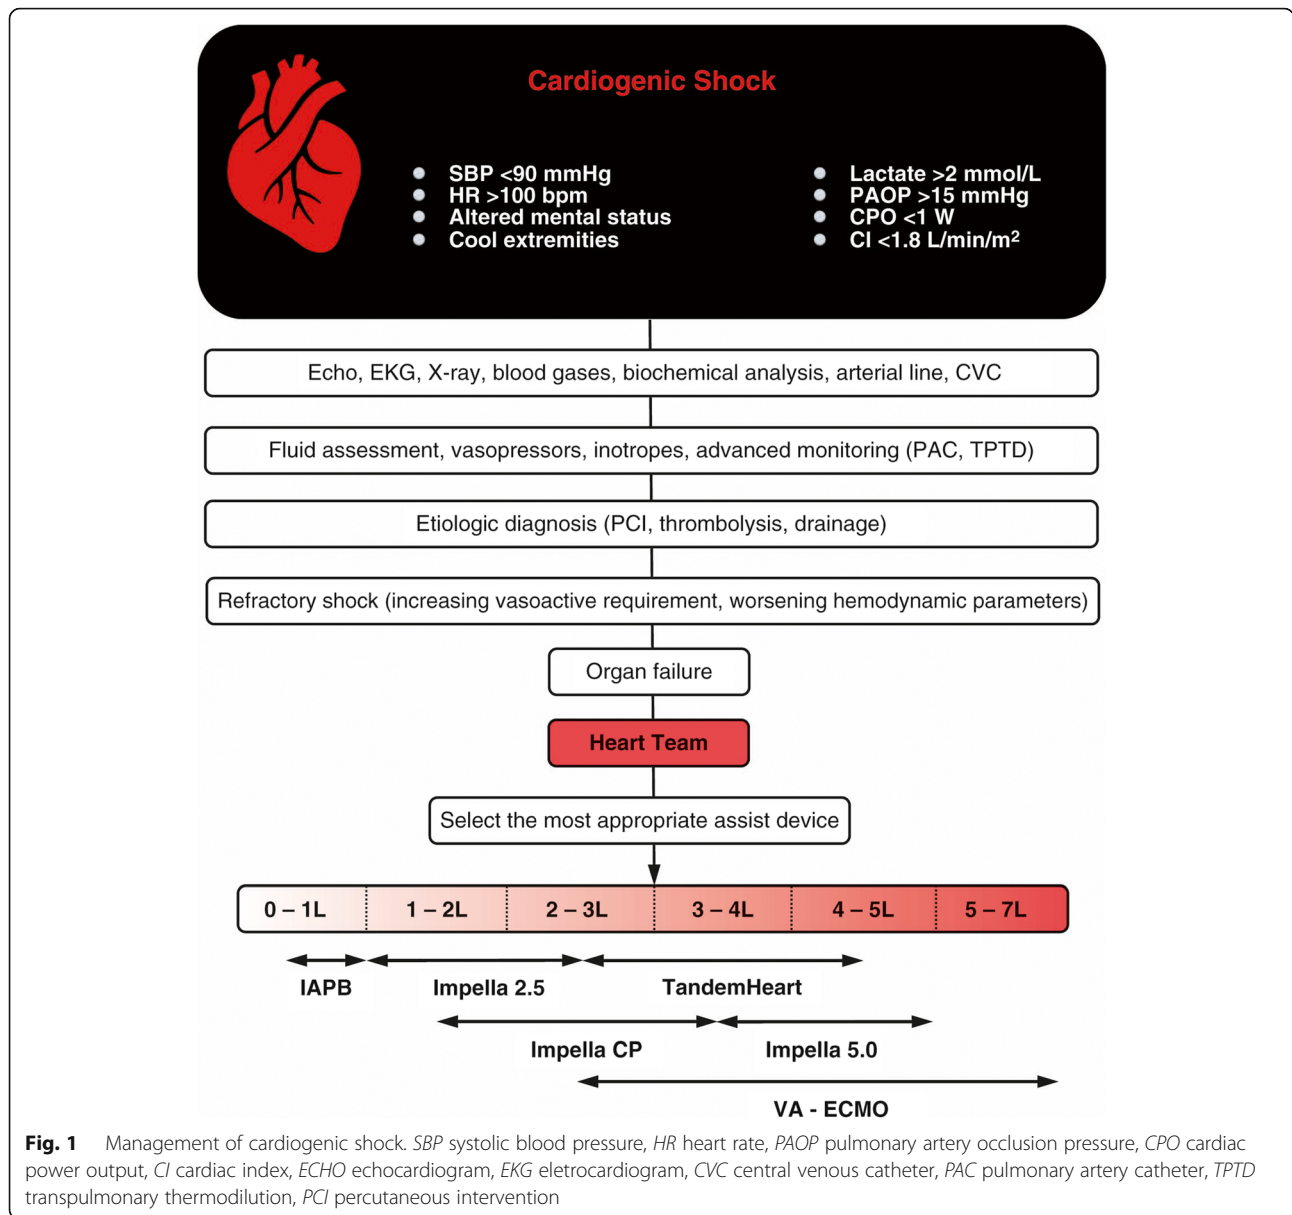 Cardiogenic Shock
SBP <90 mmHg
HR >100 bpm
Altered mental status
Cool extremities
Lactate >2 mmol/L
PAOP >15 mmHg
CPO <1 W
CI <1.8 L/min/m²
Echo, EKG, X-ray, blood gases, biochemical analysis, arterial line, CVC
Fluid assessment, vasopressors, inotropes, advanced monitoring (PAC, TPTD)
Etiologic diagnosis (PCI, thrombolysis, drainage)
Refractory shock (increasing vasoactive requirement, worsening hemodynamic parameters)
Organ failure
Heart Team
Select the most appropriate assist device
0 – 1L 1 – 2L 2 – 3L 3 – 4L 4 – 5L 5 – 7L
IAPB Impella 2.5 TandemHeart
Impella CP Impella 5.0
VA - ECMO
Fig. 1 Management of cardiogenic shock. SBP systolic blood pressure, HR heart rate, PAOP pulmonary artery occlusion pressure, CPO cardiac
power output, CI cardiac index, ECHO echocardiogram, EKG eletrocardiogram, CVC central venous catheter, PAC pulmonary artery catheter, TPTD
transpulmonary thermodilution, PCI percutaneous intervention